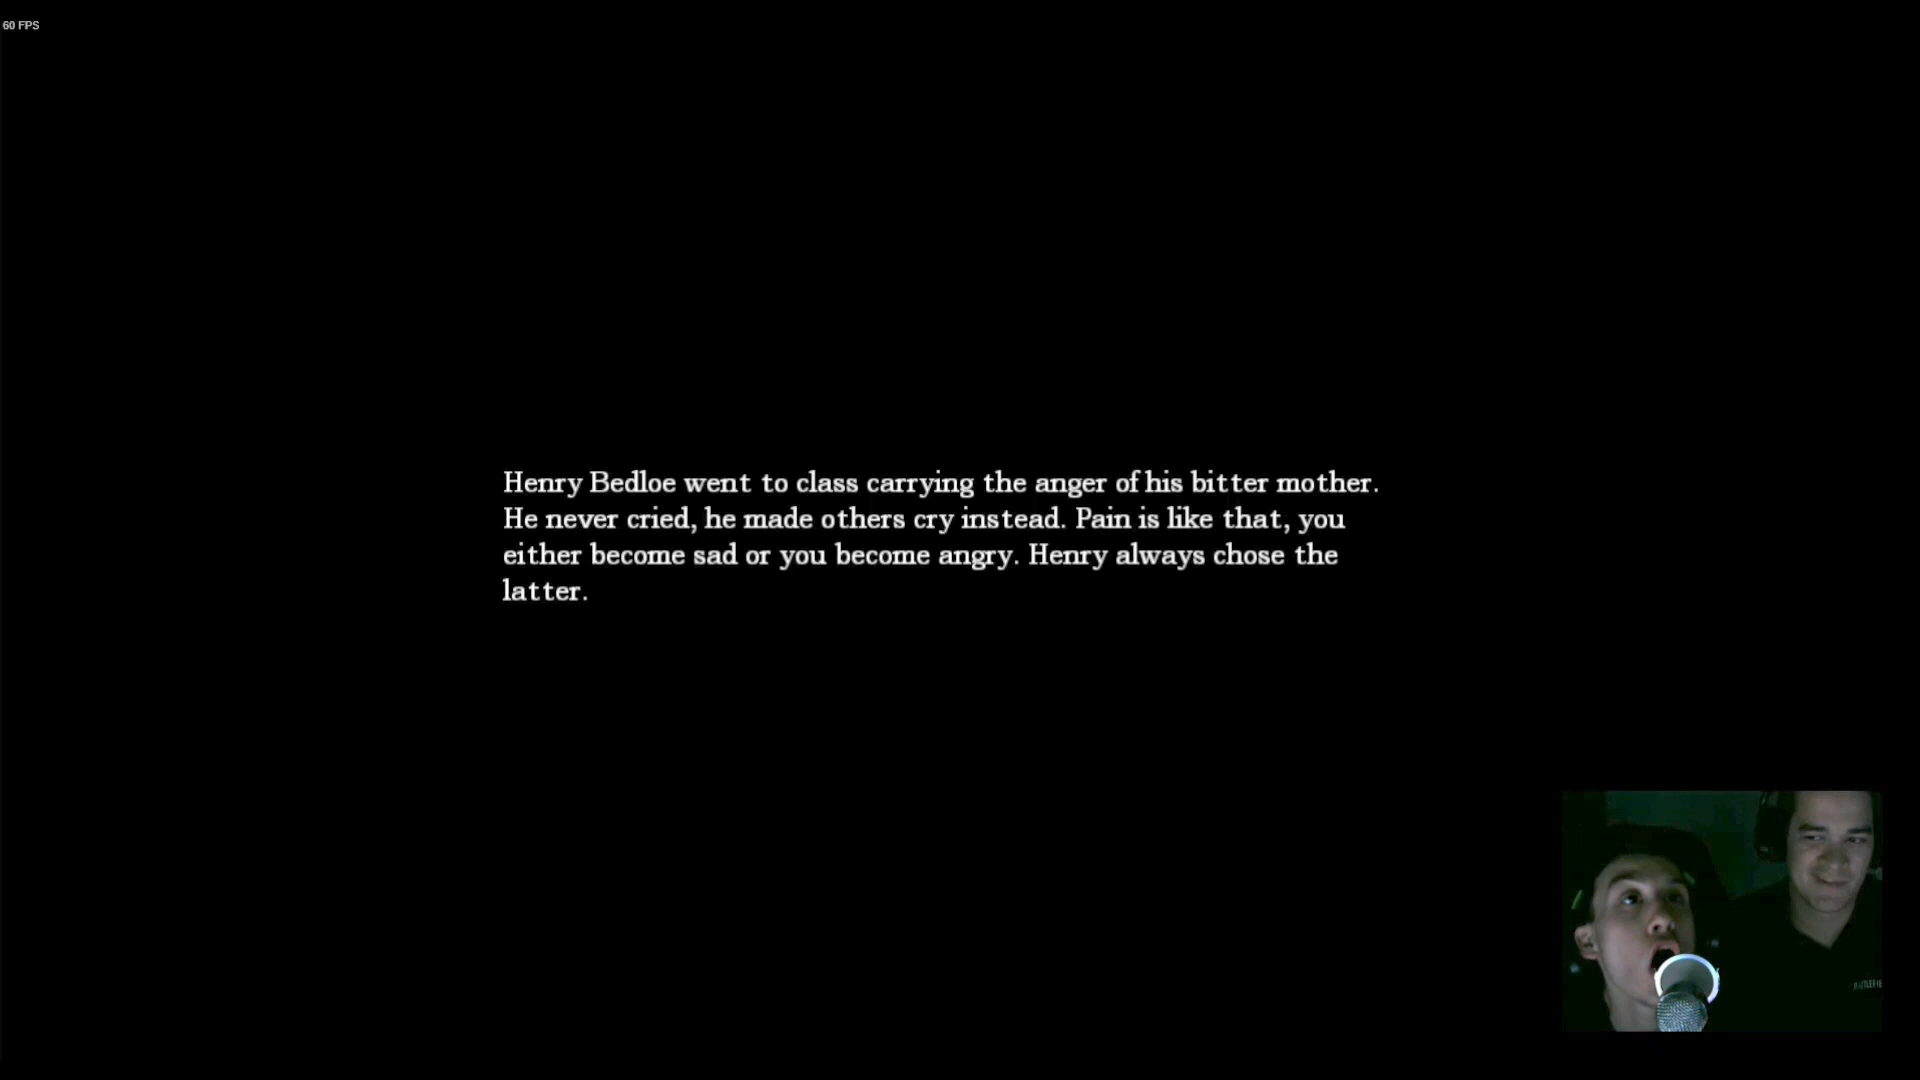 60 FPS
Henry Bedloe went to class carrying the anger of his bitter mother.
He never cried, he made others cry instead. Pain is like that, you
either become sad or you become angry. Henry always chose the
latter.